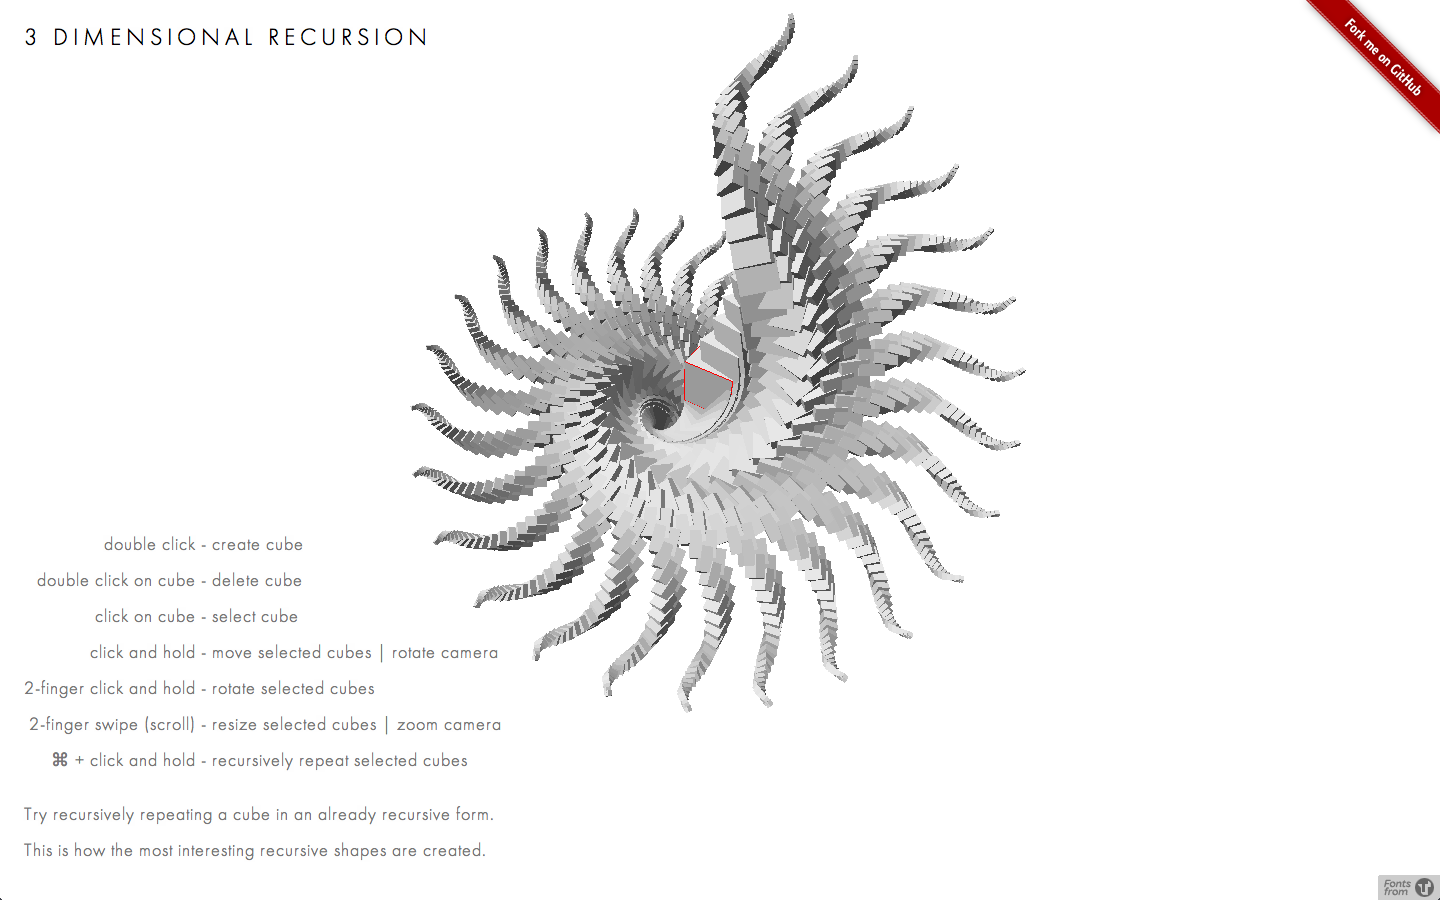 3 DIMENSIONAL RECURSION
Fork me on GitHub
double click - create cube
double click on cube - delete cube
click on cube - select cube
click and hold - move selected cubes | rotate camera
2-finger click and hold - rotate selected cubes
2-finger swipe (scroll) - resize selected cubes | zoom camera
⌘ + click and hold - recursively repeat selected cubes
Try recursively repeating a cube in an already recursive form.
This is how the most interesting recursive shapes are created.
Fonts
from